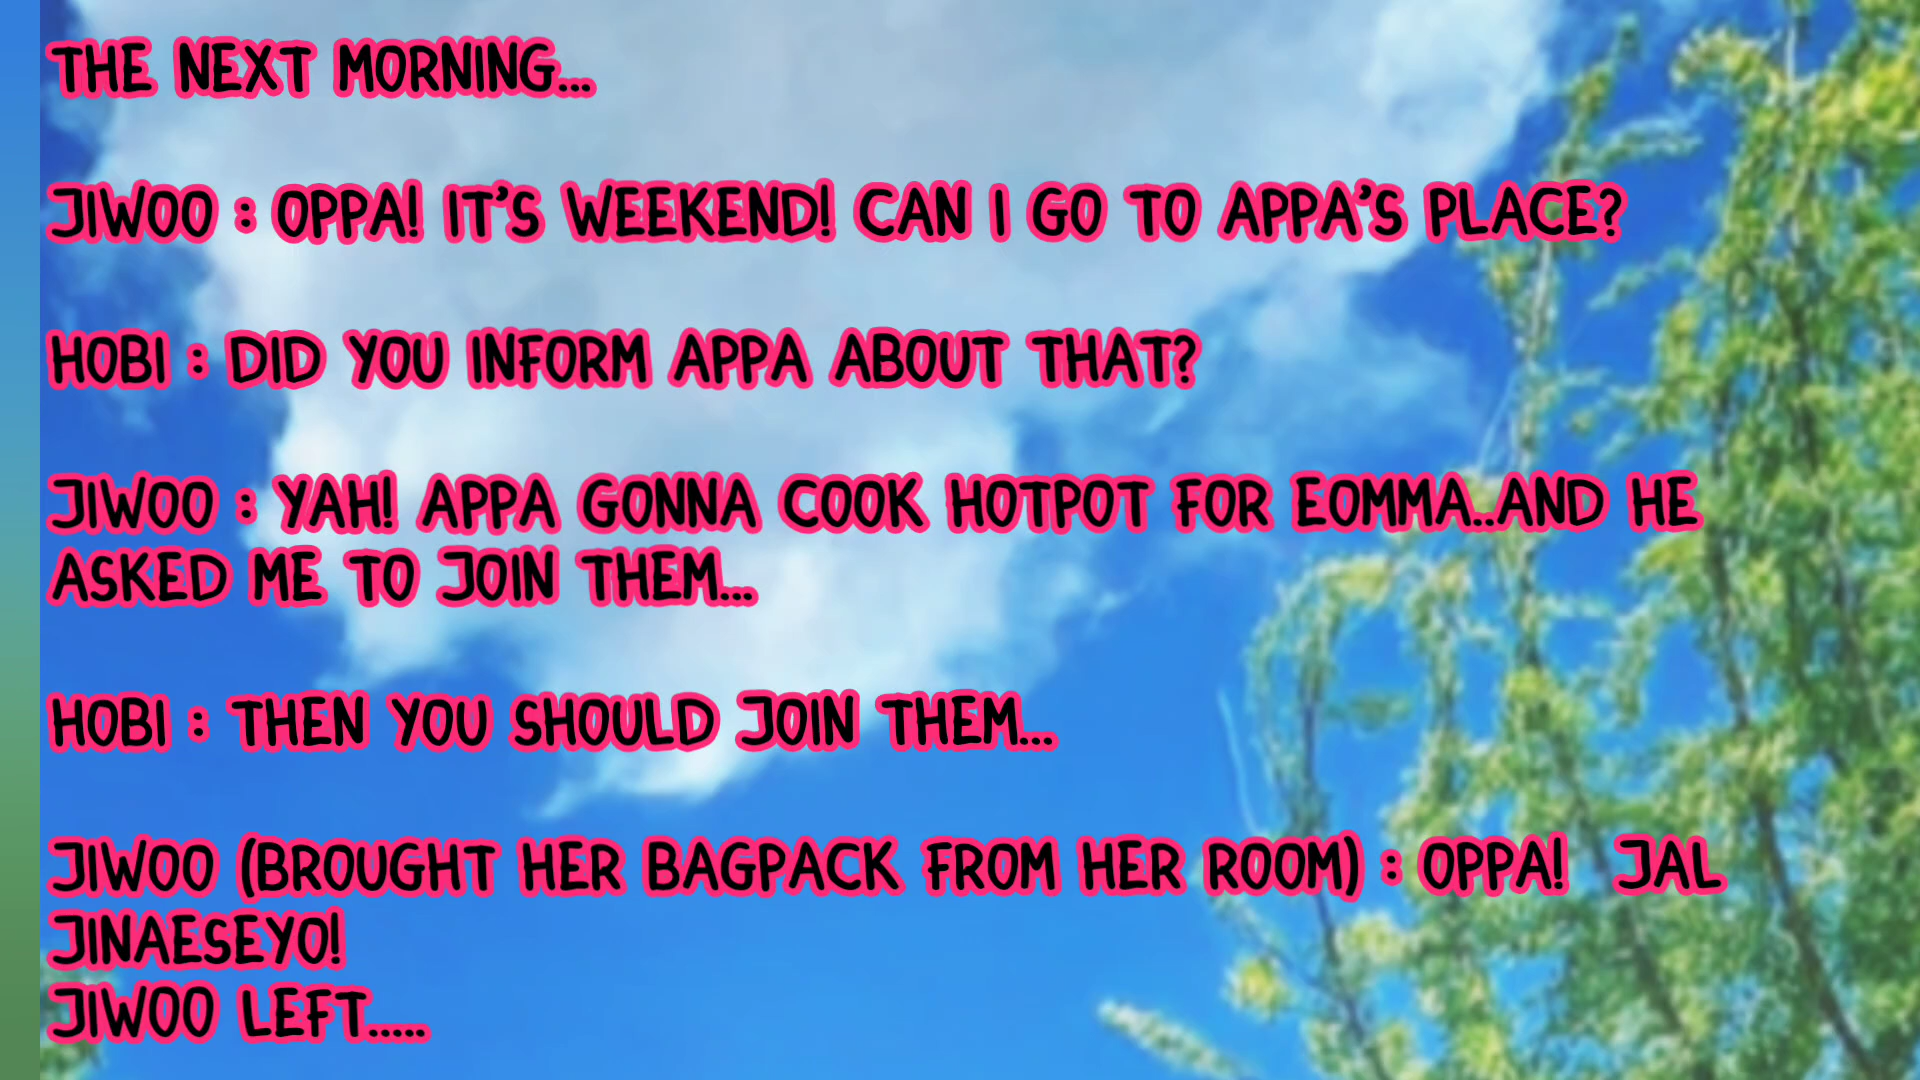 THE NEXT MORNING...
JIWOO : OPPA! IT'S WEEKEND! CAN I GO TO APPA'S PLACE?
HOBI : DID YOU INFORM APPA ABOUT THAT?
JIWOO : YAH! APPA GONNA COOK HOTPOT FOR EOMMA..AND HE
ASKED ME TO JOIN THEM...
HOBI : THEN YOU SHOULD JOIN THEM...
JIWOO (BROUGHT HER BAGPACK FROM HER ROOM) : OPPA!  JAL
JINAESEYO!
JIWOO LEFT.....